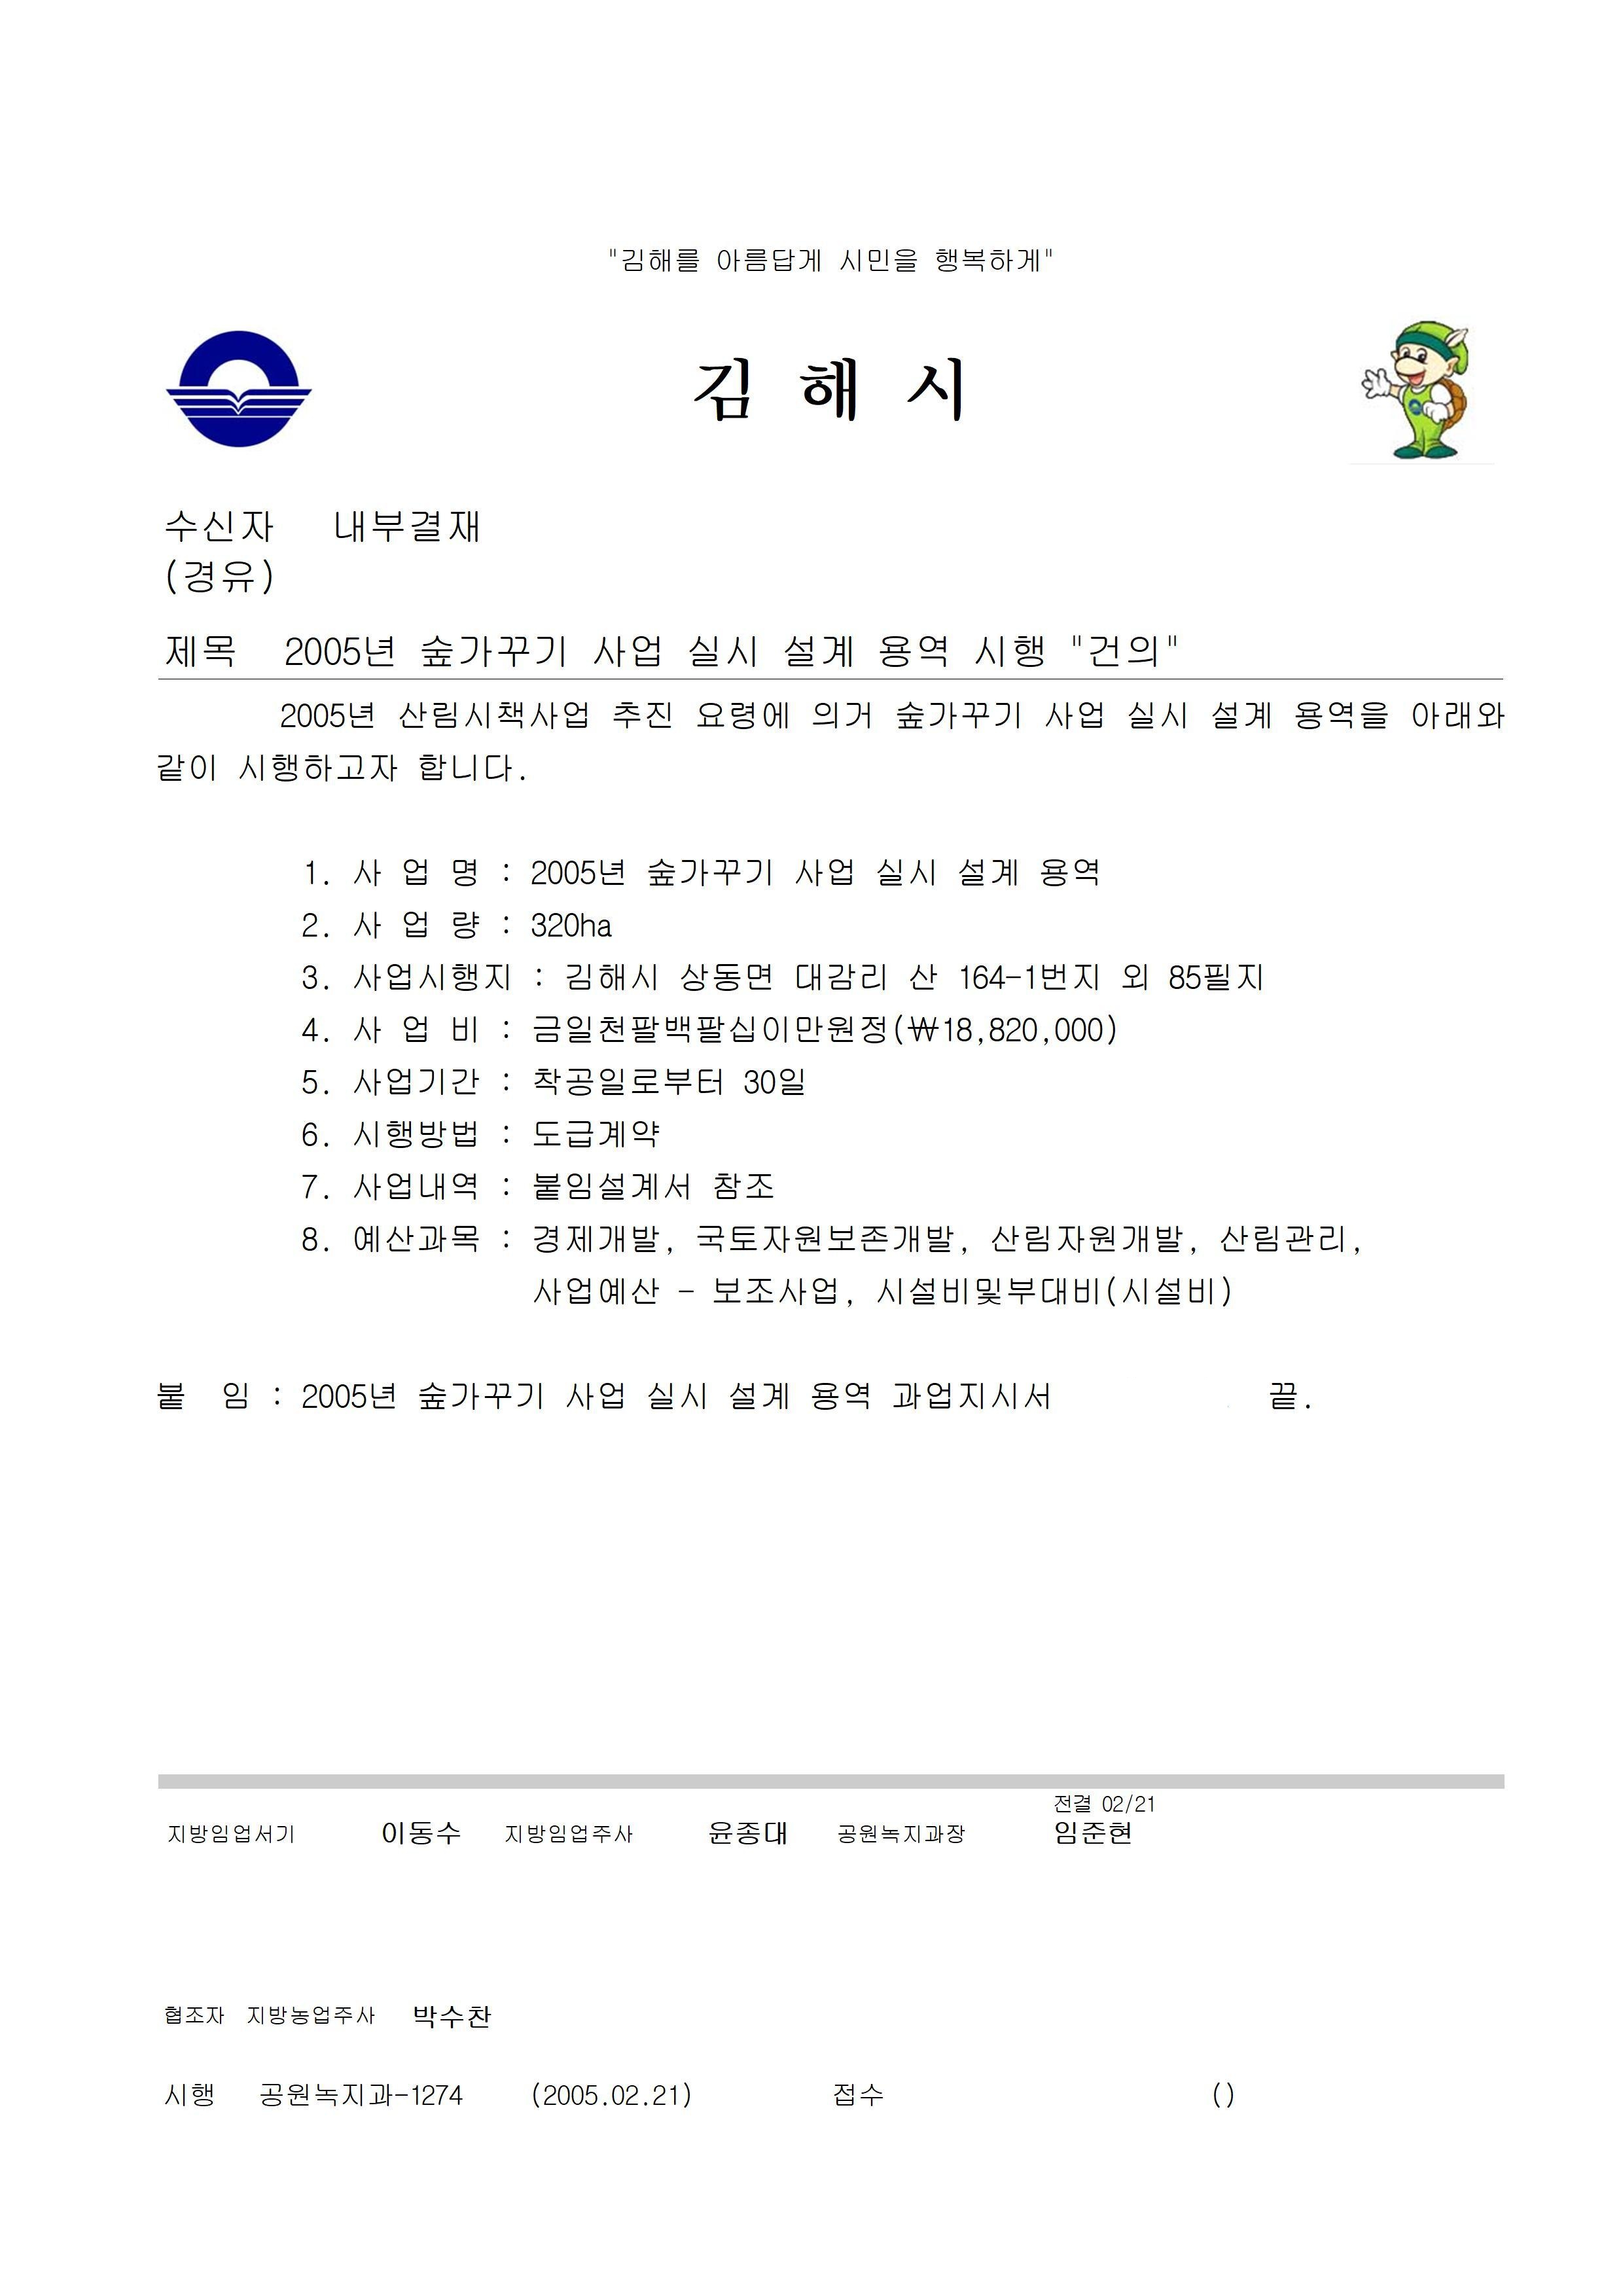 "김해를 아름답게 시민을 행복하게"
김 해 시
수신자 내부결재
(경유)
제목 2005년 숲가꾸기 사업 실시 설계 용역 시행 "건의"
2005년 산림시책사업 추진 요령에 의거 숲가꾸기 사업 실시 설계 용역을 아래와
같이 시행하고자 합니다.
1. 사 업 명 : 2005년 숲가꾸기 사업 실시 설계 용역
2. 사 업 량 : 320ha
3. 사업시행지 : 김해시 상동면 대감리 산 164-1번지 외 85필지
4. 사 업 비 : 금일천팔백팔십이만원정(₩18,820,000)
5. 사업기간 : 착공일로부터 30일
6. 시행방법 : 도급계약
7. 사업내역 : 붙임설계서 참조
8. 예산과목 : 경제개발, 국토자원보존개발, 산림자원개발, 산림관리,
사업예산 - 보조사업, 시설비및부대비(시설비)
붙 임 : 2005년 숲가꾸기 사업 실시 설계 용역 과업지시서 끝.
전결 02/21
지방임업서기 이동수 지방임업주사 윤종대 공원녹지과장 임준현
협조자 지방농업주사 박수찬
시행 공원녹지과-1274 (2005.02.21) 접수 ()